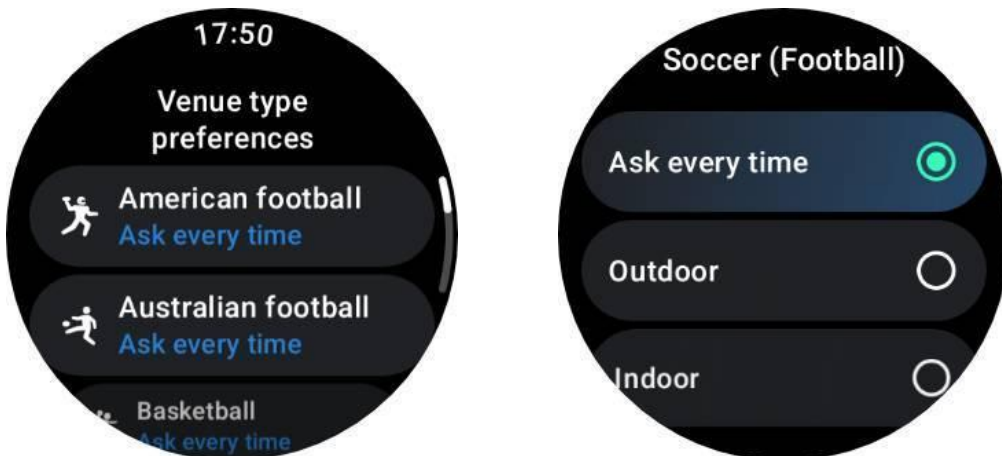 17:50
Venue type
preferences
American football
Ask every time
Australian football
Ask every time
Basketball
Ask every time
Soccer (Football)
Ask every time
Outdoor
Indoor